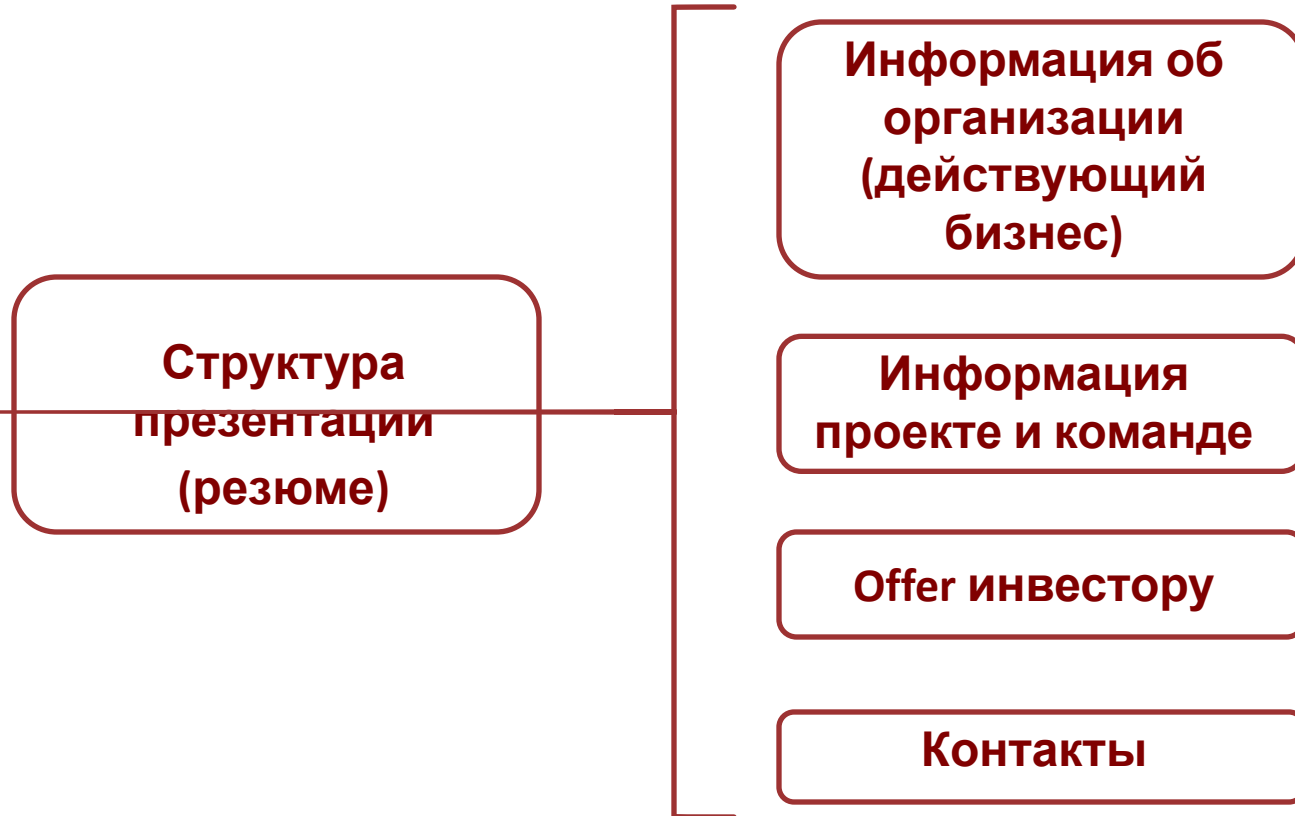 Структура
презентации
(резюме)
Информация об
организации
(действующий
бизнес)
Информация
проекте и команде
Offer инвестору
Контакты